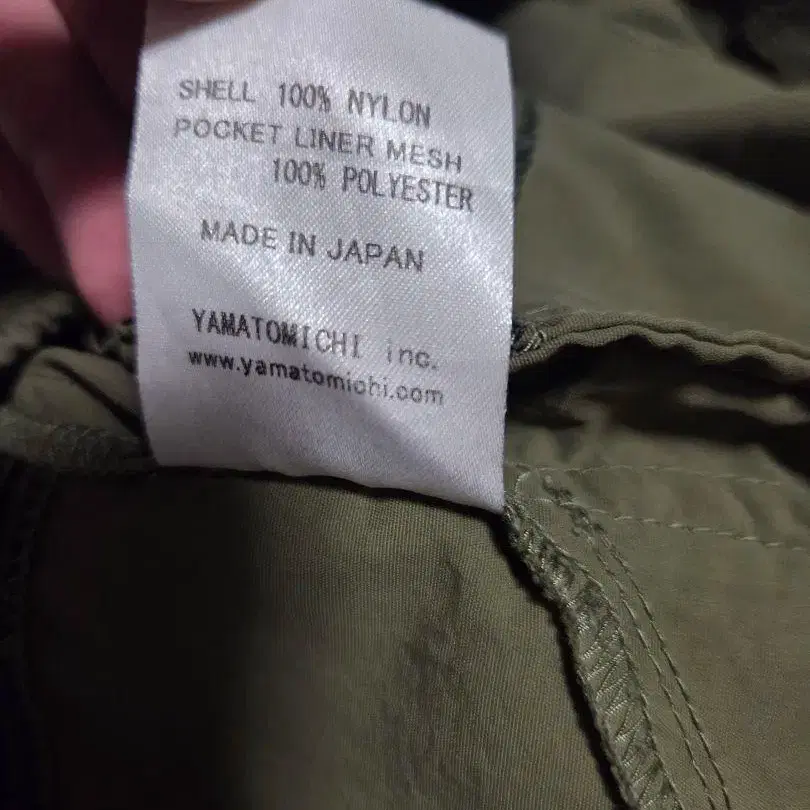 SHELL 100% NYLON
POCKET LINER MESH
100% POLYESTER
MADE IN JAPAN
YAMATOMICHI inc.
www.yamatomichi.com